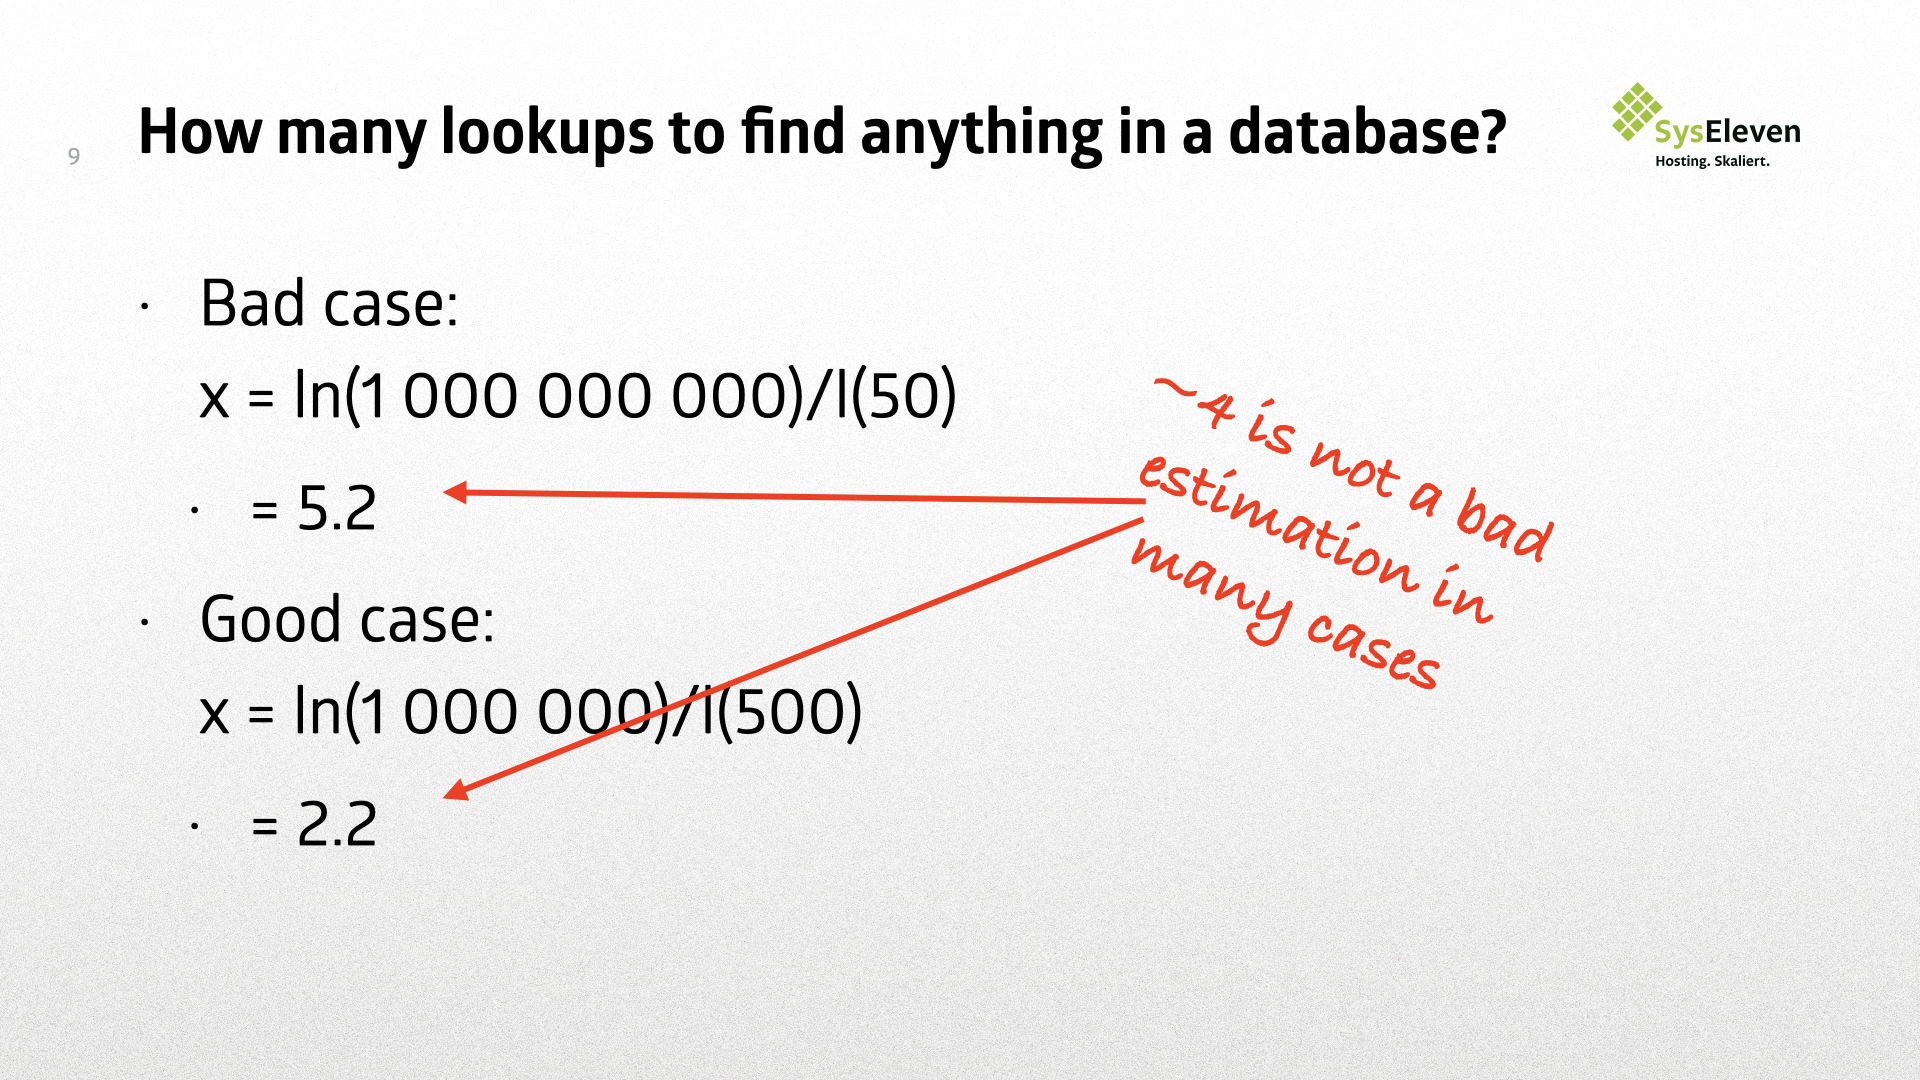 9
How many lookups to find anything in a database?
SysEleven
Hosting. Skaliert.
· Bad case:
x = ln(1 000 000 000)/l(50)
· = 5.2
· Good case:
x = ln(1 000 000)/l(500)
· = 2.2
~4 is not a bad
estimation in
many cases